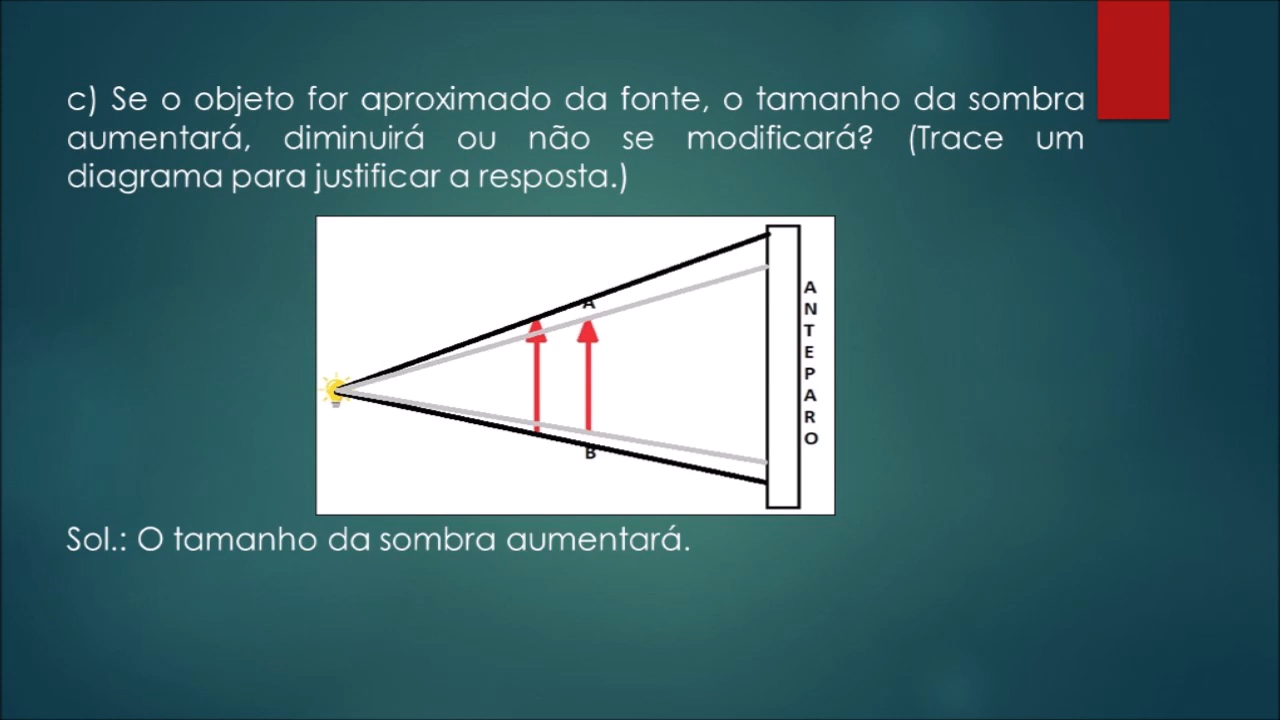 c) Se o objeto for aproximado da fonte, o tamanho da sombra
aumentará, diminuirá ou não se modificará? (Trace um
diagrama para justificar a resposta.)
A
B
A
N
T
E
P
A
R
O
Sol.: O tamanho da sombra aumentará.